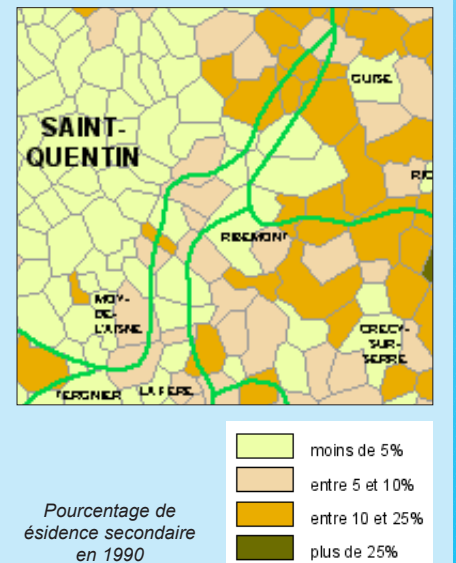 GUISE
SAINT-
QUENTIN
RIBEMONT
MOY-
DE-
L'AISNE
CRECY-
SUR-
SERRE
LA FERE
moins de 5%
entre 5 et 10%
entre 10 et 25%
plus de 25%
Pourcentage de
ésidence secondaire
en 1990